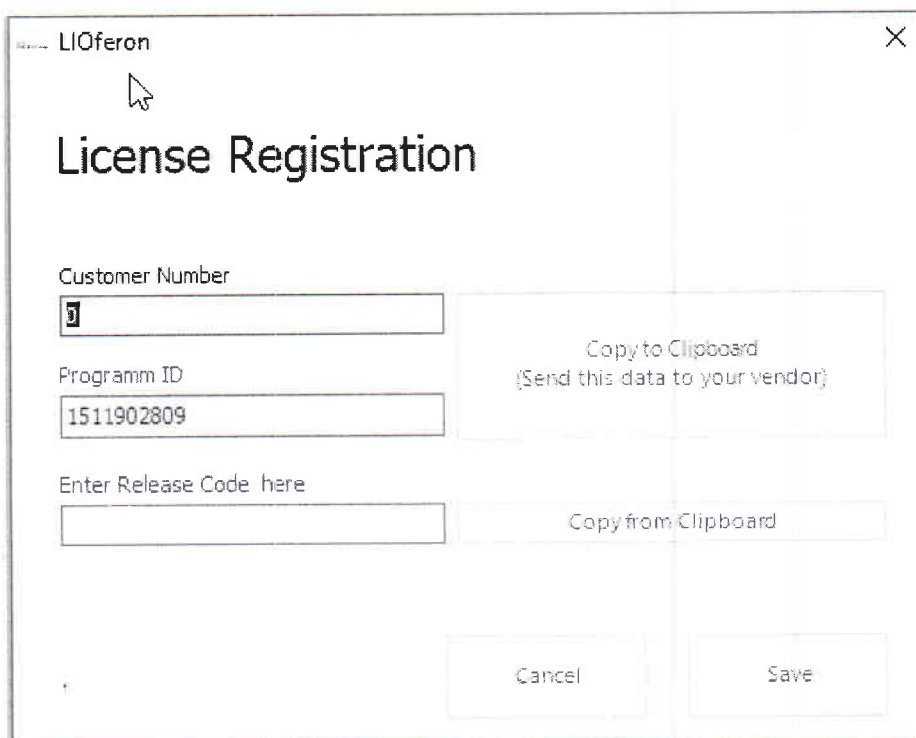 LIOferon
License Registration
Customer Number
0
Copy to Clipboard
(Send this data to your vendor)
Programm ID
1511902809
Enter Release Code here
Copy from Clipboard
Cancel
Save